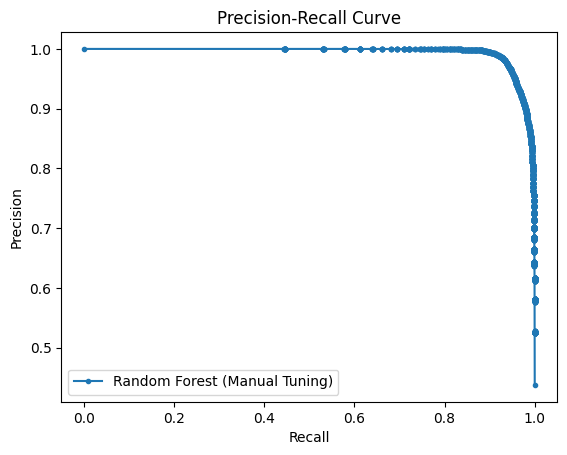 Precision-Recall Curve
Precision
1.0
0.9
0.8
0.7
0.6
0.5
Random Forest (Manual Tuning)
0.0 0.2 0.4 0.6 0.8 1.0
Recall